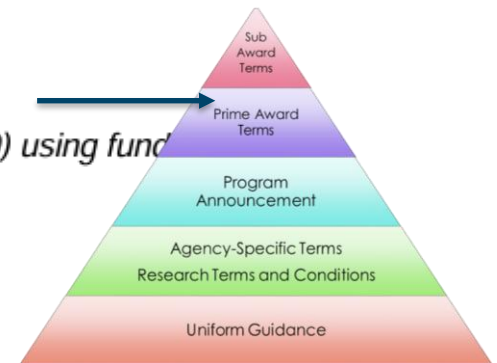 Sub
Award
Terms
Prime Award
Terms
) using fund
Program
Announcement
Agency-Specific Terms
Research Terms and Conditions
Uniform Guidance